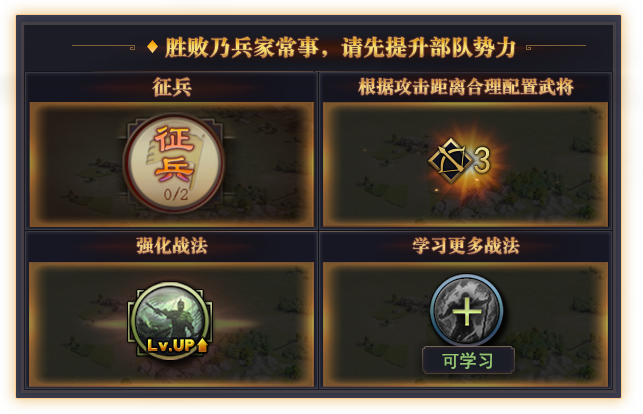 胜败乃兵家常事，请先提升部队势力
征兵
根据攻击距离合理配置武将
征
兵
0/2
3
强化战法
学习更多战法
Lv.UP
可学习